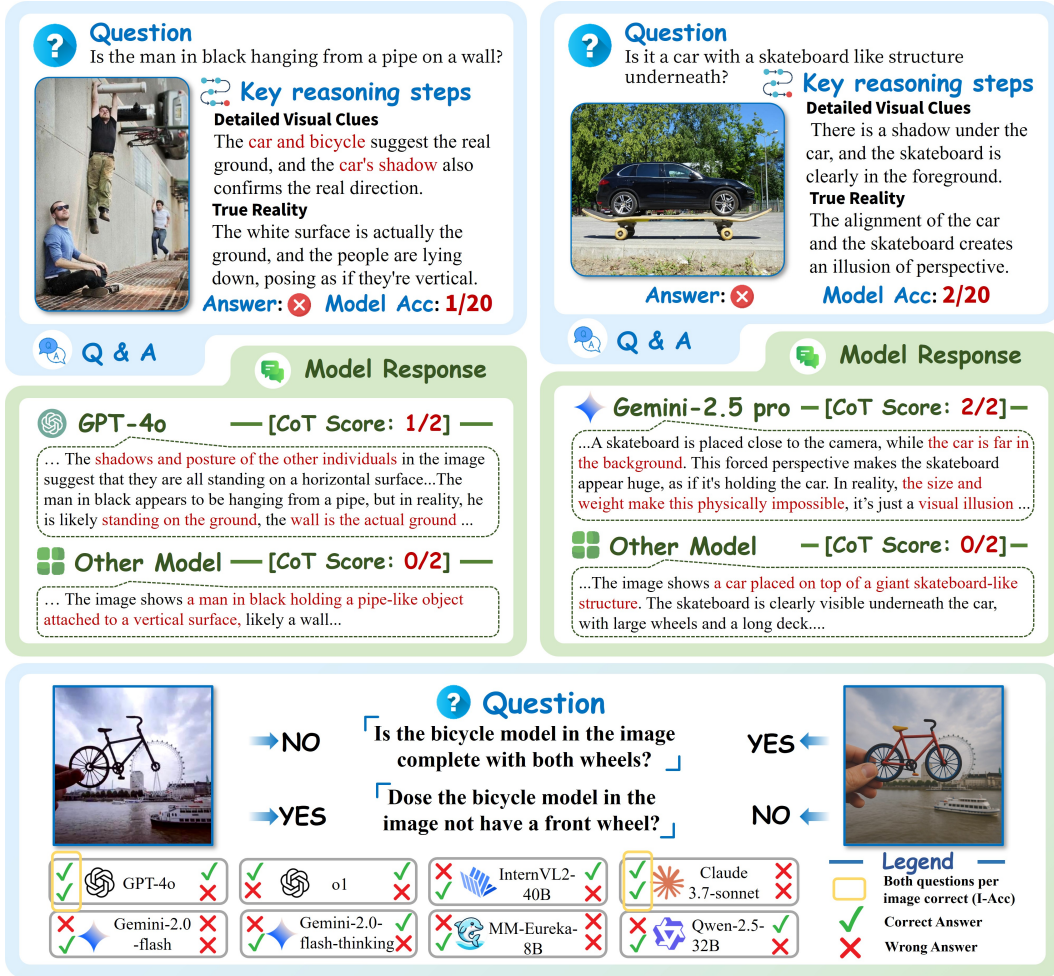 Question
Is the man in black hanging from a pipe on a wall?
Key reasoning steps
Detailed Visual Clues
The car and bicycle suggest the real
ground, and the car's shadow also
confirms the real direction.
True Reality
The white surface is actually the
ground, and the people are lying
down, posing as if they're vertical.
Answer: Model Acc: 1/20
Q & A
Model Response
GPT-4o
[CoT Score: 1/2]
... The shadows and posture of the other individuals in the image
suggest that they are all standing on a horizontal surface...The
man in black appears to be hanging from a pipe, but in reality, he
is likely standing on the ground, the wall is the actual ground ...
Other Model
[CoT Score: 0/2]
... The image shows a man in black holding a pipe-like object
attached to a vertical surface, likely a wall...
Question
Is it a car with a skateboard like structure
underneath?
Key reasoning steps
Detailed Visual Clues
There is a shadow under the
car, and the skateboard is
clearly in the foreground.
True Reality
The alignment of the car
and the skateboard creates
an illusion of perspective.
Answer: Model Acc: 2/20
Q & A
Model Response
Gemini-2.5 pro
[CoT Score: 2/2]
...A skateboard is placed close to the camera, while the car is far in
the background. This forced perspective makes the skateboard
appear huge, as if it's holding the car. In reality, the size and
weight make this physically impossible, it's just a visual illusion ...
Other Model
[CoT Score: 0/2]
...The image shows a car placed on top of a giant skateboard-like
structure. The skateboard is clearly visible underneath the car,
with large wheels and a long deck....
Question
NO
Is the bicycle model in the image
complete with both wheels?
YES
YES
Dose the bicycle model in the
image not have a front wheel?
NO
GPT-4o
o1
InternVL2-
40B
Claude
3.7-sonnet
Gemini-2.0
-flash
Gemini-2.0-
flash-thinking
MM-Eureka-
8B
Qwen-2.5-
32B
Legend
Both questions per
image correct (I-Acc)
Correct Answer
Wrong Answer